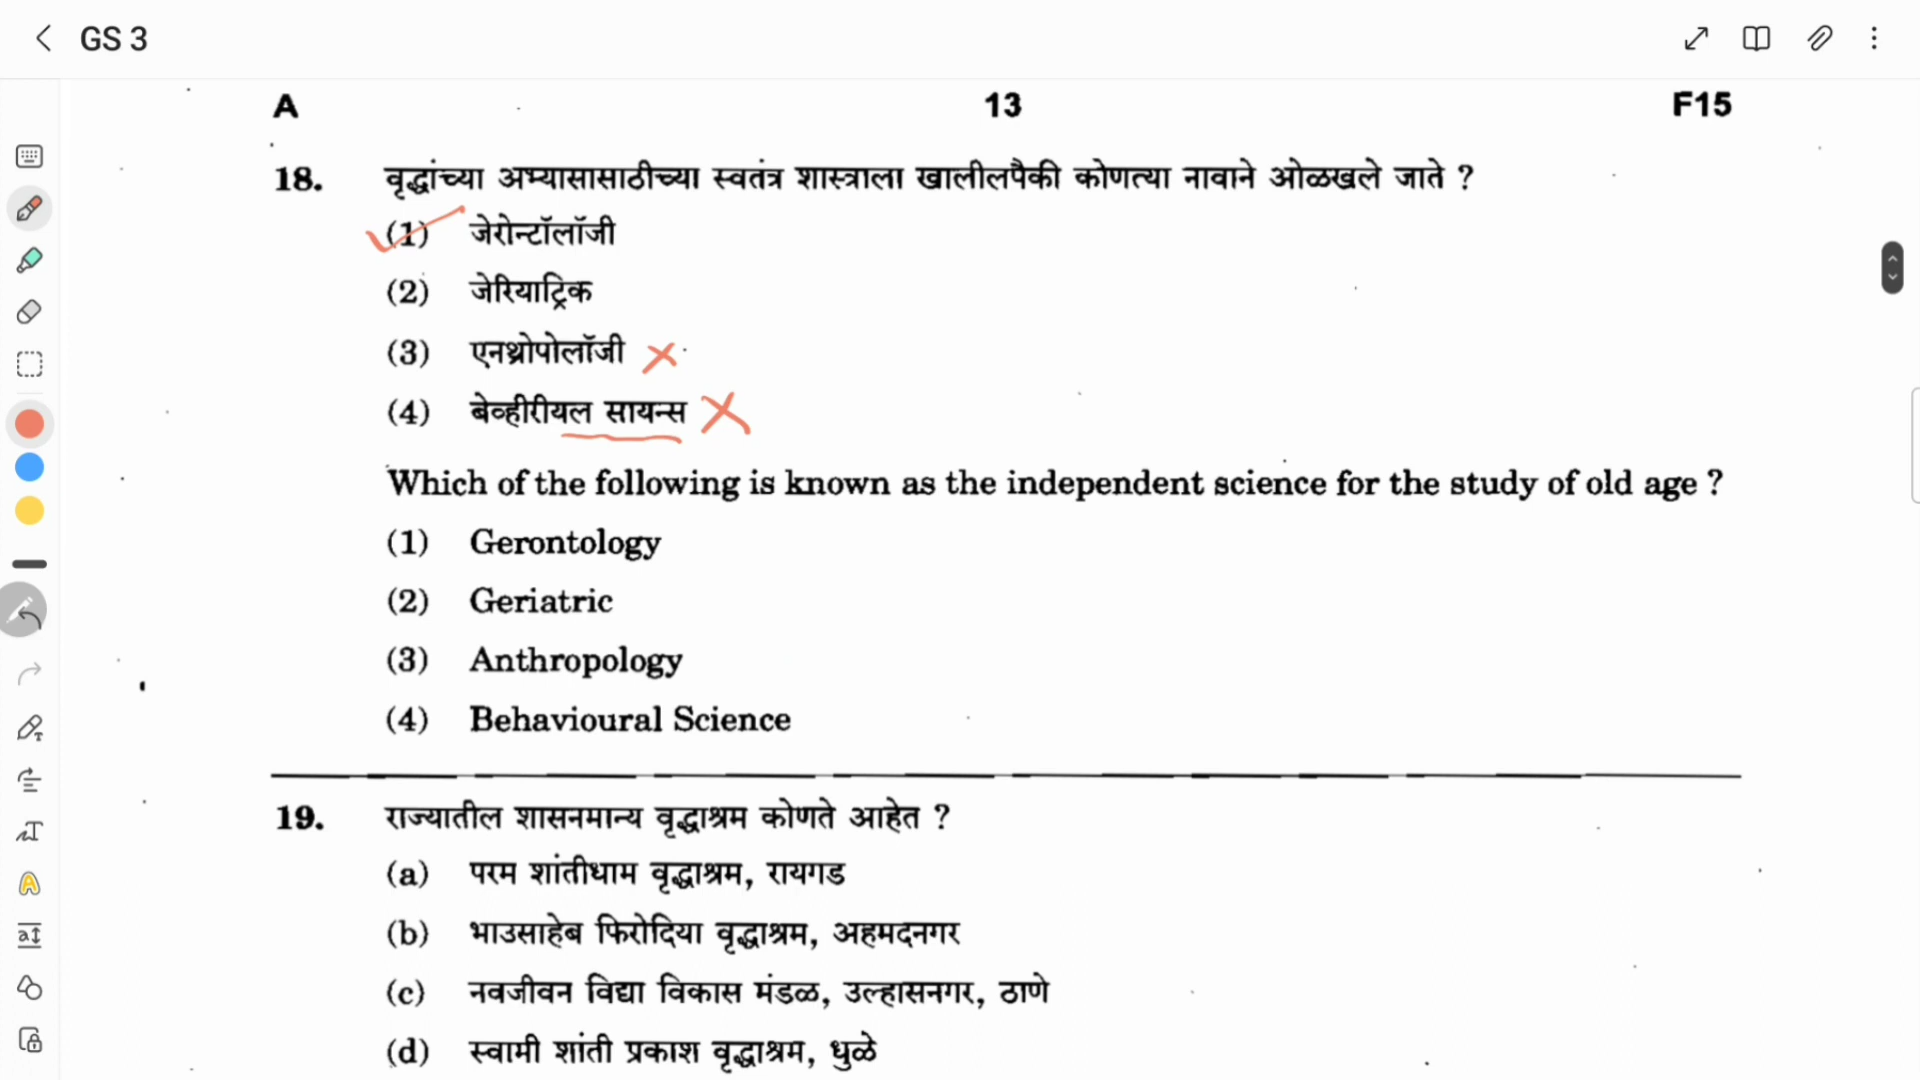 GS 3
A 13 F15
18. वृद्धांच्या अभ्यासासाठीच्या स्वतंत्र शास्त्राला खालीलपैकी कोणत्या नावाने ओळखले जाते ?
(1) जेरोन्टॉलॉजी
(2) जेरियाट्रिक
(3) एनथ्रोपोलॉजी
(4) बेव्हीरीयल सायन्स
Which of the following is known as the independent science for the study of old age ?
(1) Gerontology
(2) Geriatric
(3) Anthropology
(4) Behavioural Science
19. राज्यातील शासनमान्य वृद्धाश्रम कोणते आहेत ?
(a) परम शांतीधाम वृद्धाश्रम, रायगड
(b) भाउसाहेब फिरोदिया वृद्धाश्रम, अहमदनगर
(c) नवजीवन विद्या विकास मंडळ, उल्हासनगर, ठाणे
(d) स्वामी शांती प्रकाश वृद्धाश्रम, धुळे